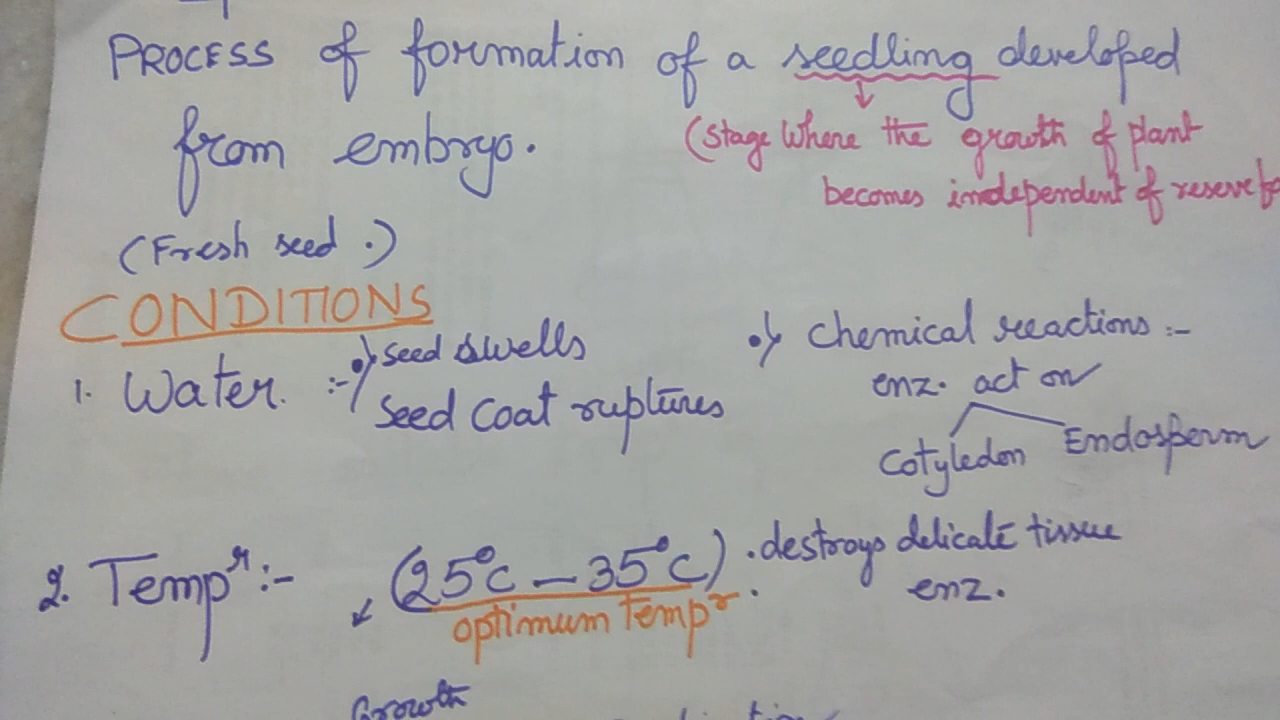 PROCESS of formation of a seedling developed
(Stage where the growth of plant
from embryo.
becomes independent of reserve
(Fresh seed .)
CONDITIONS
1. Water. :- •) seed swells
seed coat ruptures
•) Chemical reactions :-
enz. act on
Cotyledon Endosperm
2. Tempr :- (25°c – 35°c) . destroys delicate tissue
optimum tempr. enz.
Growth